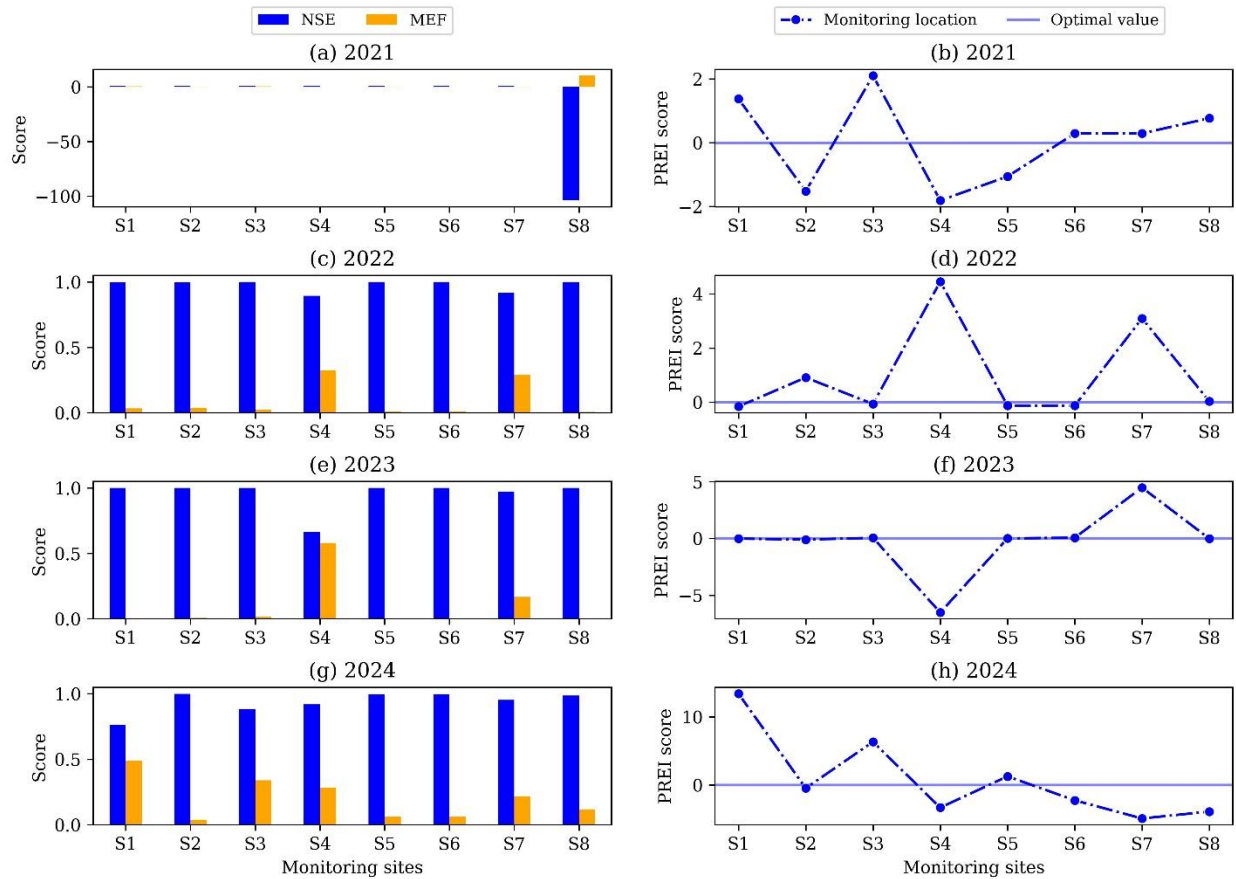 NSE MEF
Monitoring location Optimal value
(a) 2021
0
−50
−100
Score
S1 S2 S3 S4 S5 S6 S7 S8
(b) 2021
2
0
−2
PREI score
S1 S2 S3 S4 S5 S6 S7 S8
(c) 2022
1.0
0.5
0.0
Score
S1 S2 S3 S4 S5 S6 S7 S8
(d) 2022
4
2
0
PREI score
S1 S2 S3 S4 S5 S6 S7 S8
(e) 2023
1.0
0.5
0.0
Score
S1 S2 S3 S4 S5 S6 S7 S8
(f) 2023
5
0
−5
PREI score
S1 S2 S3 S4 S5 S6 S7 S8
(g) 2024
1.0
0.5
0.0
Score
S1 S2 S3 S4 S5 S6 S7 S8
Monitoring sites
(h) 2024
10
0
PREI score
S1 S2 S3 S4 S5 S6 S7 S8
Monitoring sites